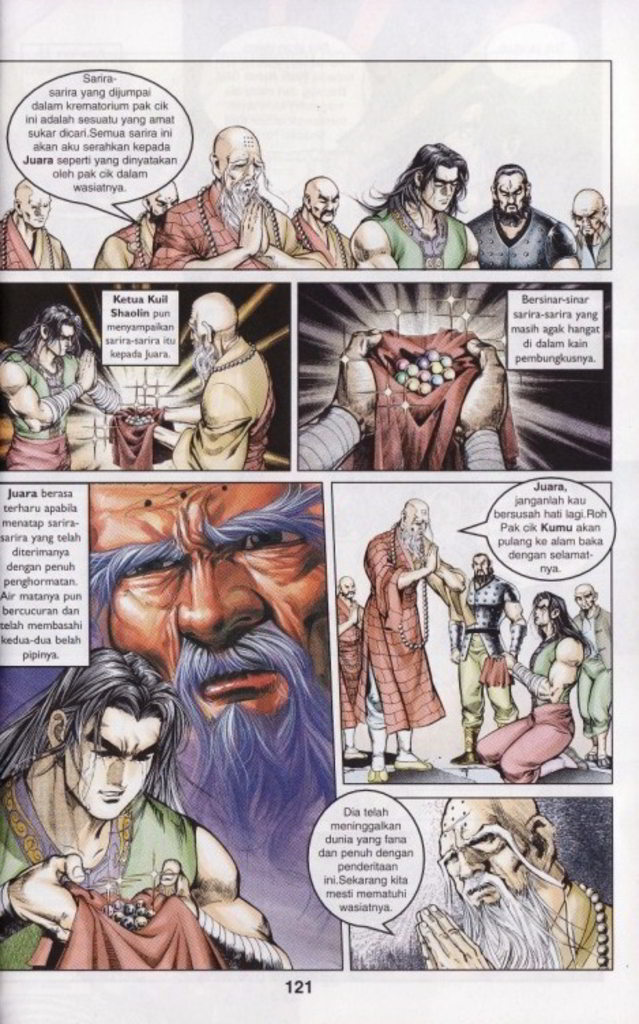 Sarira-
sarira yang dijumpai
dalam krematorium pak cik
ini adalah sesuatu yang amat
sukar dicari.Semua sarira ini
akan aku serahkan kepada
Juara seperti yang dinyatakan
oleh pak cik dalam
wasiatnya.
Ketua Kuil
Shaolin pun
menyampaikan
sarira-sarira itu
kepada Juara.
Bersinar-sinar
sarira-sarira yang
masih agak hangat
di dalam kain
pembungkusnya.
Juara berasa
terharu apabila
menatap sarira-
sarira yang telah
diterimanya
dengan penuh
penghormatan.
Air matanya pun
bercucuran dan
telah membasahi
kedua-dua belah
pipinya.
Juara,
janganlah kau
bersusah hati lagi.Roh
Pak cik Kumu akan
pulang ke alam baka
dengan selamat-
nya.
Dia telah
meninggalkan
dunia yang fana
dan penuh dengan
penderitaan
ini.Sekarang kita
mesti mematuhi
wasiatnya.
121